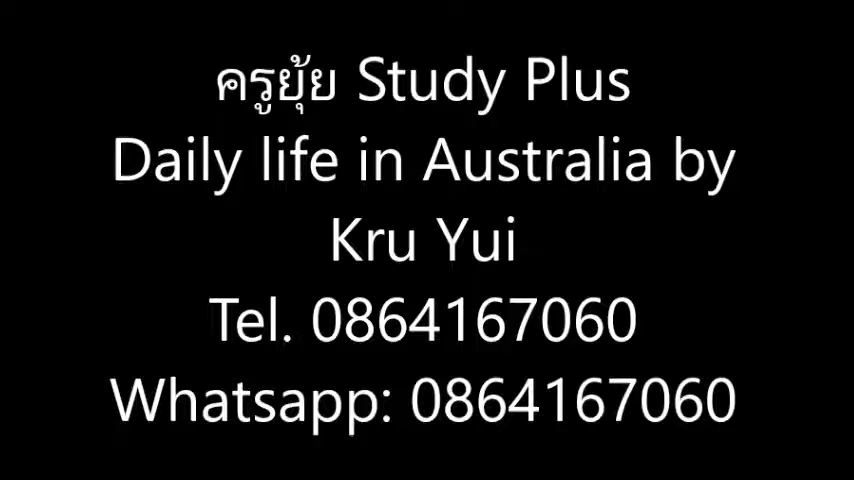 ครูยุ้ย Study Plus
Daily life in Australia by
Kru Yui
Tel. 0864167060
Whatsapp: 0864167060